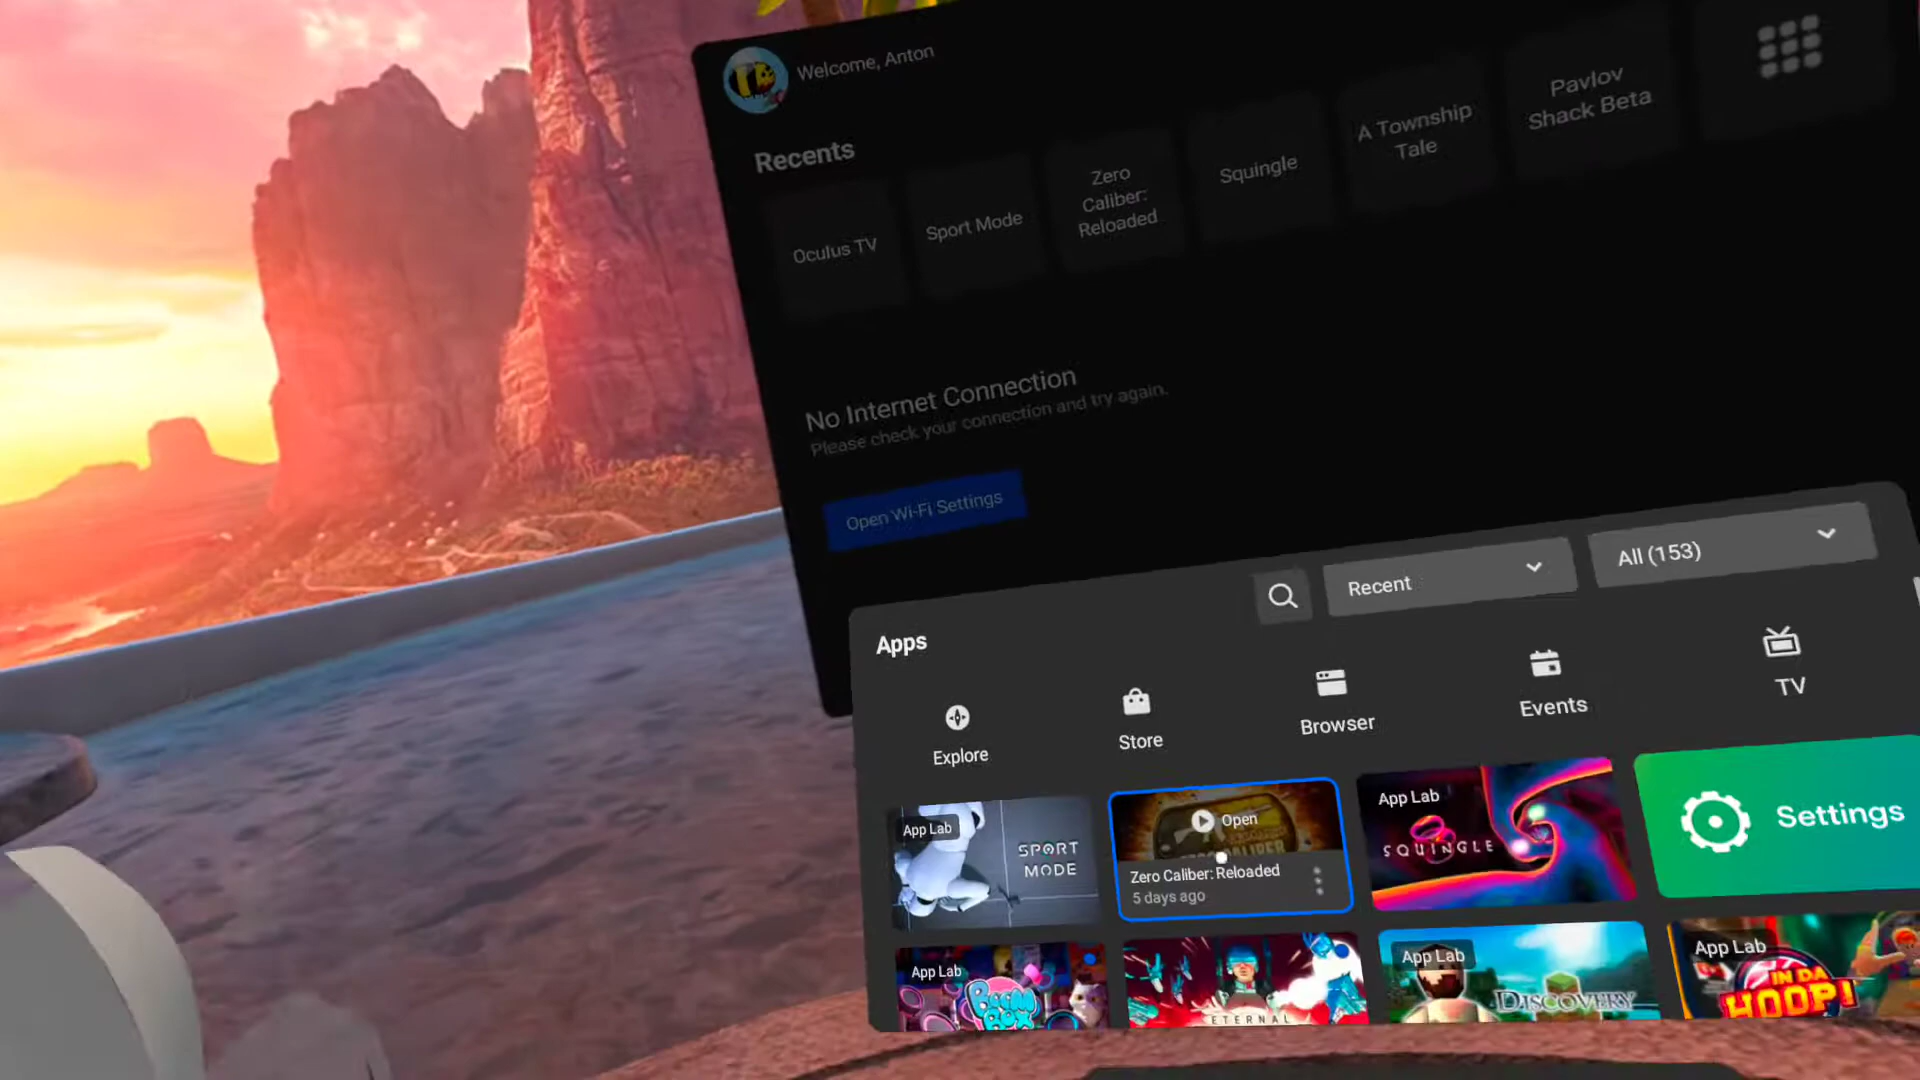 Welcome, Anton
Recents
Oculus TV
Sport Mode
Zero
Caliber:
Reloaded
Squingle
A Township
Tale
Pavlov
Shack Beta
No Internet Connection
Please check your connection and try again.
Open Wi-Fi Settings
Apps
Recent
All (153)
Explore
Store
Browser
Events
TV
App Lab
SPORT
MODE
Open
Zero Caliber: Reloaded
5 days ago
App Lab
SQUINGLE
Settings
App Lab
BOOM
BOX
ETERNAL
App Lab
DISCOVERY
App Lab
IN DA
HOOP!